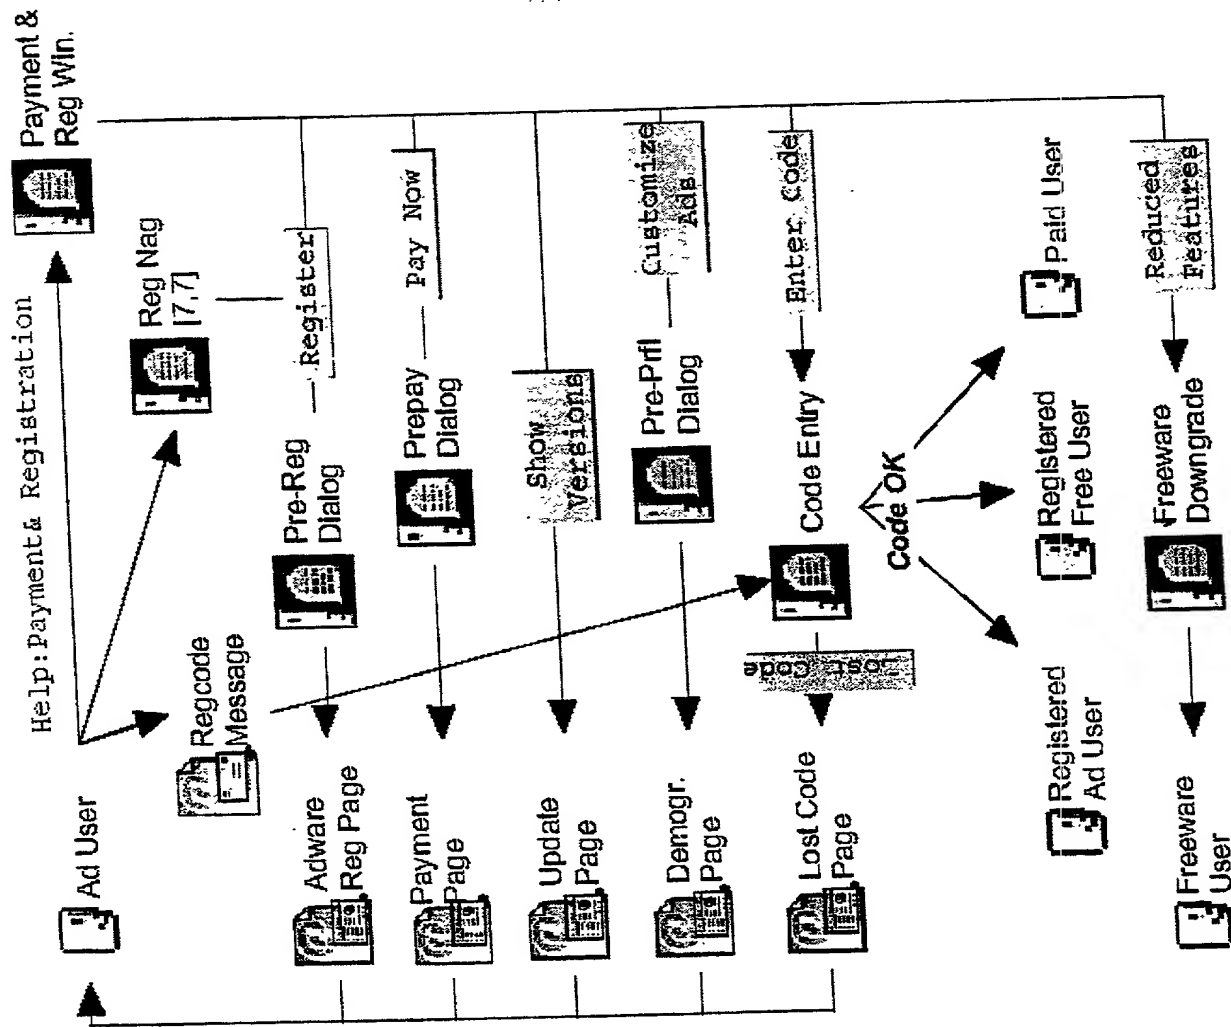 Payment &
Reg Win.
Help:Payment& Registration
Ad User
Reg Nag
[7,7]
Regcode
Message
Register
Pre-Reg
Dialog
Adware
Reg Page
Pay Now
Prepay
Dialog
Payment
Page
Show
Versions
Update
Page
Customize
Ads
Pre-Prfl
Dialog
Demogr.
Page
Enter Code
Code Entry
Lost Code
Lost Code
Page
Code OK
Paid User
Registered
Free User
Registered
Ad User
Reduced
Features
Freeware
Downgrade
Freeware
User